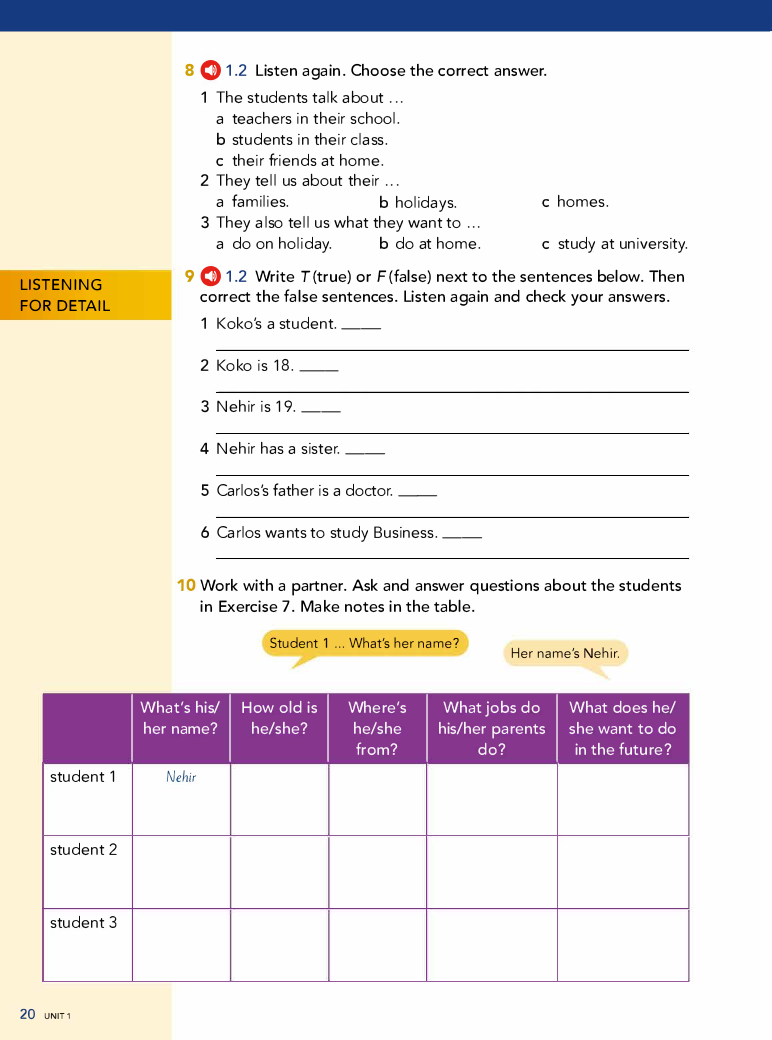 8 1.2 Listen again. Choose the correct answer.
1 The students talk about ...
a teachers in their school.
b students in their class.
c their friends at home.
2 They tell us about their ...
a families. b holidays. c homes.
3 They also tell us what they want to ...
a do on holiday. b do at home. c study at university.
LISTENING
FOR DETAIL
9 1.2 Write T (true) or F (false) next to the sentences below. Then
correct the false sentences. Listen again and check your answers.
1 Koko's a student. _____
2 Koko is 18. _____
3 Nehir is 19. _____
4 Nehir has a sister. _____
5 Carlos's father is a doctor. _____
6 Carlos wants to study Business. _____
10 Work with a partner. Ask and answer questions about the students
in Exercise 7. Make notes in the table.
Student 1 ... What's her name?
Her name's Nehir.
What's his/ How old is Where's What jobs do What does he/
her name? he/she? he/she his/her parents she want to do
from? do? in the future?
student 1 Nehir
student 2
student 3
20 UNIT 1